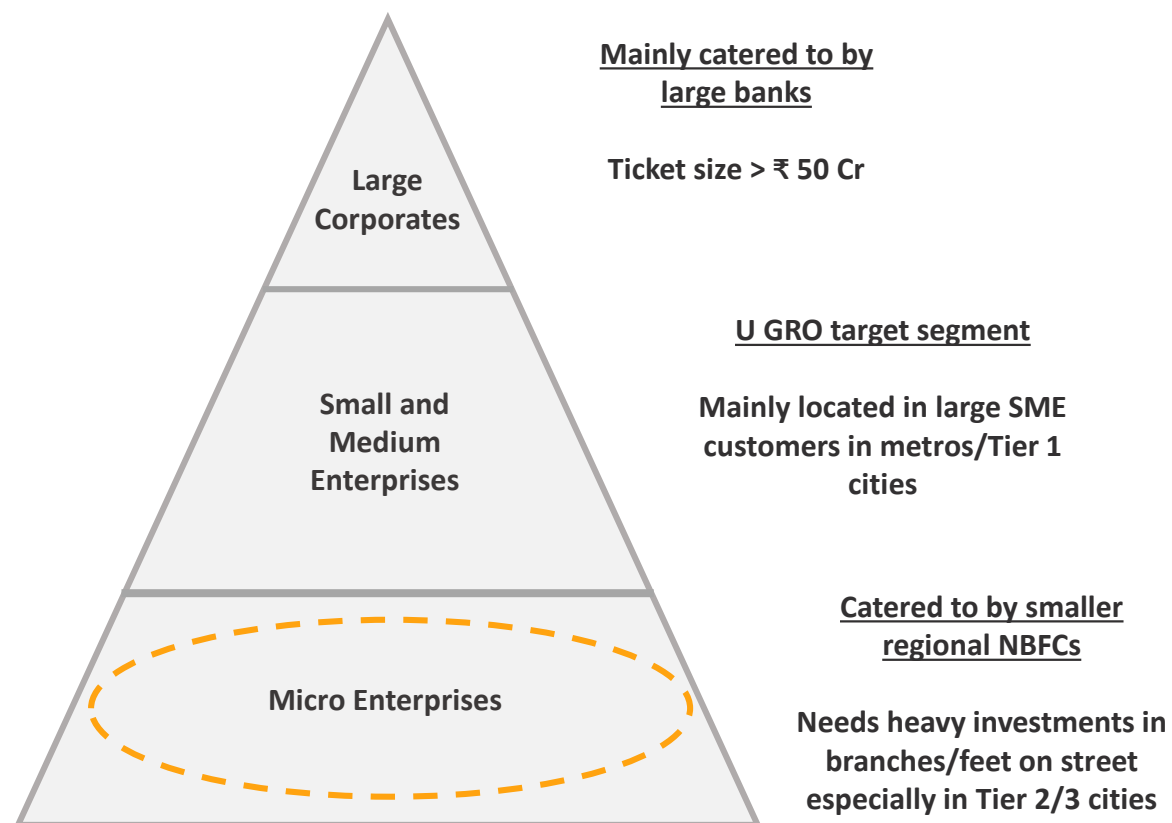 Mainly catered to by
large banks
Ticket size > ₹ 50 Cr
Large
Corporates
U GRO target segment
Mainly located in large SME
customers in metros/Tier 1
cities
Small and
Medium
Enterprises
Catered to by smaller
regional NBFCs
Micro Enterprises
Needs heavy investments in
branches/feet on street
especially in Tier 2/3 cities